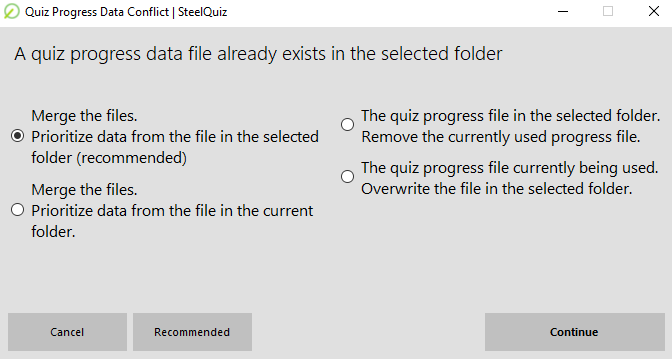 Quiz Progress Data Conflict | SteelQuiz
A quiz progress data file already exists in the selected folder
Merge the files.
Prioritize data from the file in the selected
folder (recommended)
Merge the files.
Prioritize data from the file in the current
folder.
The quiz progress file in the selected folder.
Remove the currently used progress file.
The quiz progress file currently being used.
Overwrite the file in the selected folder.
Cancel
Recommended
Continue